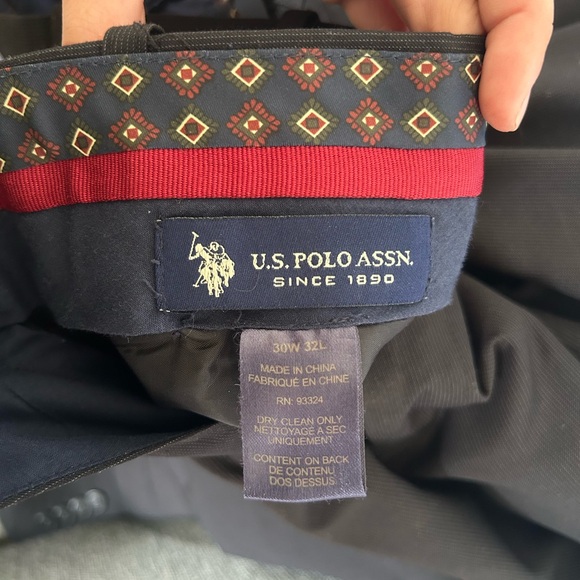 U.S. POLO ASSN.
SINCE 1890
30W 32L
MADE IN CHINA
FABRIQUÉ EN CHINE
RN: 93324
DRY CLEAN ONLY
NETTOYAGE A SEC
UNIQUEMENT
CONTENT ON BACK
DE CONTENU
DOS DESSUS